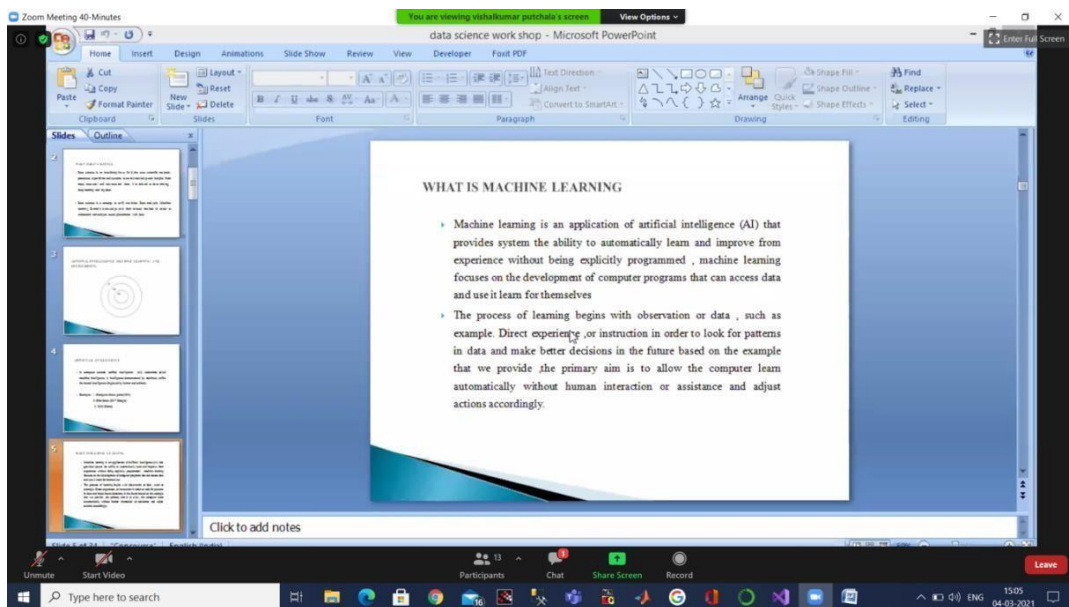 Zoom Meeting 40-Minutes
You are viewing vishalkumar putchala's screen
View Options
data science work shop - Microsoft PowerPoint
Enter Full Screen
Home Insert Design Animations Slide Show Review View Developer Foxit PDF
Cut
Copy
Format Painter
Paste
Clipboard
New Slide
Layout
Reset
Delete
Slides
Font
Text Direction
Align Text
Convert to SmartArt
Paragraph
Arrange
Quick Styles
Shape Fill
Shape Outline
Shape Effects
Drawing
Find
Replace
Select
Editing
Slides Outline
2
3
4
5
WHAT IS MACHINE LEARNING
Machine learning is an application of artificial intelligence (AI) that
provides system the ability to automatically learn and improve from
experience without being explicitly programmed , machine learning
focuses on the development of computer programs that can access data
and use it learn for themselves
The process of learning begins with observation or data , such as
example. Direct experience ,or instruction in order to look for patterns
in data and make better decisions in the future based on the example
that we provide ,the primary aim is to allow the computer learn
automatically without human interaction or assistance and adjust
actions accordingly.
Click to add notes
Unmute
Start Video
Participants
13
Chat
1
Share Screen
Record
Leave
Type here to search
16
ENG
15:05
04-03-2021